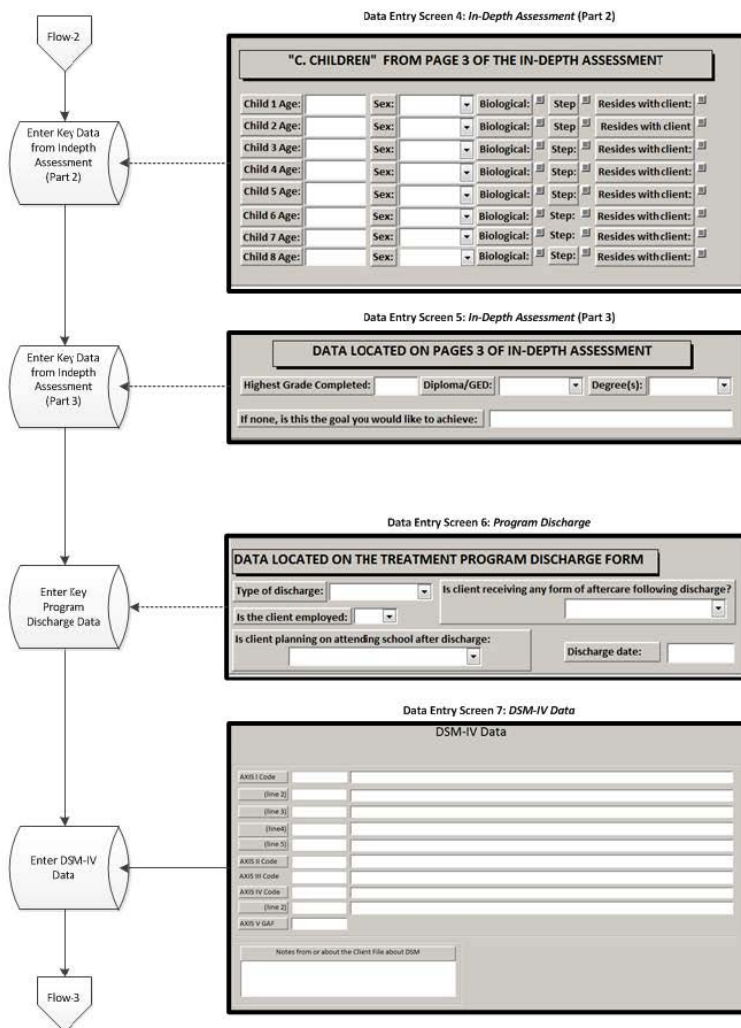 Flow-2
Enter Key Data
from Indepth
Assessment
(Part 2)
Data Entry Screen 4: In-Depth Assessment (Part 2)
"C. CHILDREN" FROM PAGE 3 OF THE IN-DEPTH ASSESSMENT
Child 1 Age: Sex: Biological: Step Resides with client:
Child 2 Age: Sex: Biological: Step Resides with client
Child 3 Age: Sex: Biological: Step: Resides with client:
Child 4 Age: Sex: Biological: Step: Resides with client:
Child 5 Age: Sex: Biological: Step: Resides with client:
Child 6 Age: Sex: Biological: Step: Resides with client:
Child 7 Age: Sex: Biological: Step: Resides with client:
Child 8 Age: Sex: Biological: Step: Resides with client:
Enter Key Data
from Indepth
Assessment
(Part 3)
Data Entry Screen 5: In-Depth Assessment (Part 3)
DATA LOCATED ON PAGES 3 OF IN-DEPTH ASSESSMENT
Highest Grade Completed: Diploma/GED: Degree(s):
If none, is this the goal you would like to achieve:
Enter Key
Program
Discharge Data
Data Entry Screen 6: Program Discharge
DATA LOCATED ON THE TREATMENT PROGRAM DISCHARGE FORM
Type of discharge: Is client receiving any form of aftercare following discharge?
Is the client employed:
Is client planning on attending school after discharge:
Discharge date:
Enter DSM-IV
Data
Data Entry Screen 7: DSM-IV Data
DSM-IV Data
AXIS I Code
(line 2)
(line 3)
(line4)
(line 5)
AXIS II Code
AXIS III Code
AXIS IV Code
(line 2)
AXIS V GAF
Notes from or about the Client File about DSM
Flow-3